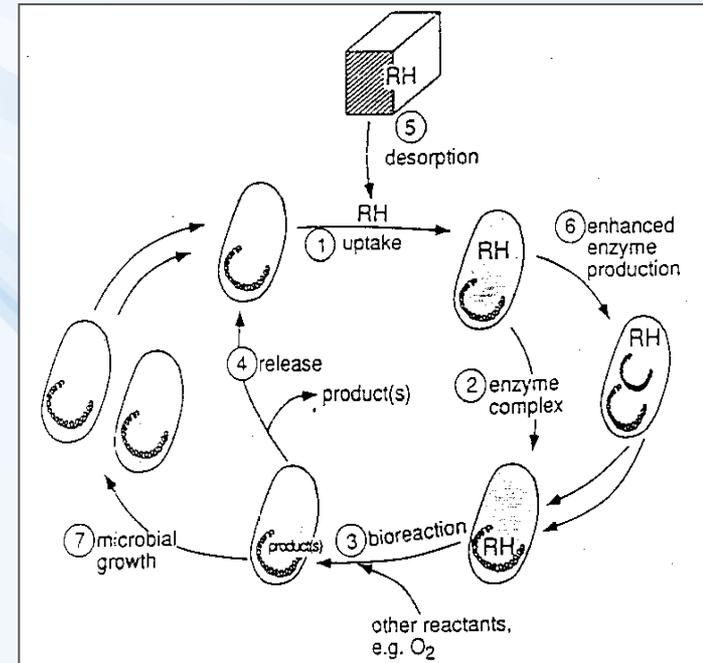 RH
5
desorption
RH
1 uptake
RH
6 enhanced
enzyme
production
RH
2 enzyme
complex
4 release
product(s)
RH
product(s)
3 bioreaction
7 microbial
growth
other reactants,
e.g. O₂